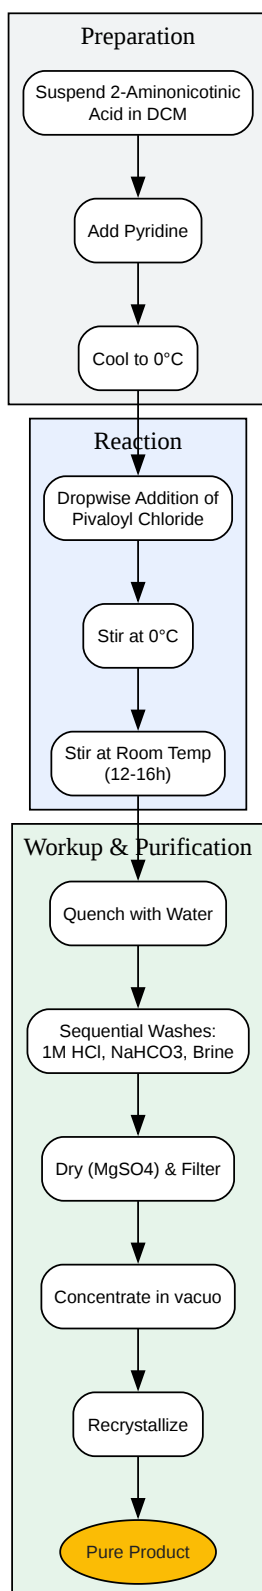 Preparation
Suspend 2-Aminonicotinic
Acid in DCM
Add Pyridine
Cool to 0°C
Reaction
Dropwise Addition of
Pivaloyl Chloride
Stir at 0°C
Stir at Room Temp
(12-16h)
Workup & Purification
Quench with Water
Sequential Washes:
1M HCl, NaHCO3, Brine
Dry (MgSO4) & Filter
Concentrate in vacuo
Recrystallize
Pure Product